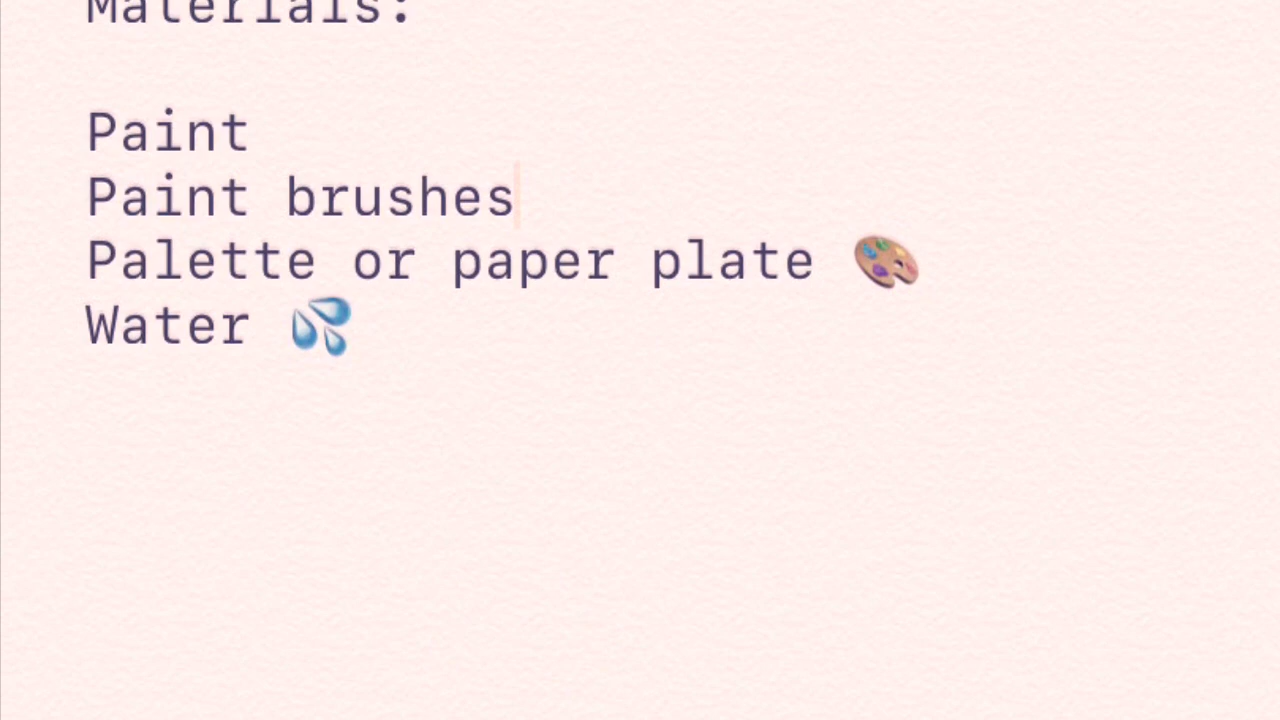 Materials:
Paint
Paint brushes
Palette or paper plate 🎨
Water 💦